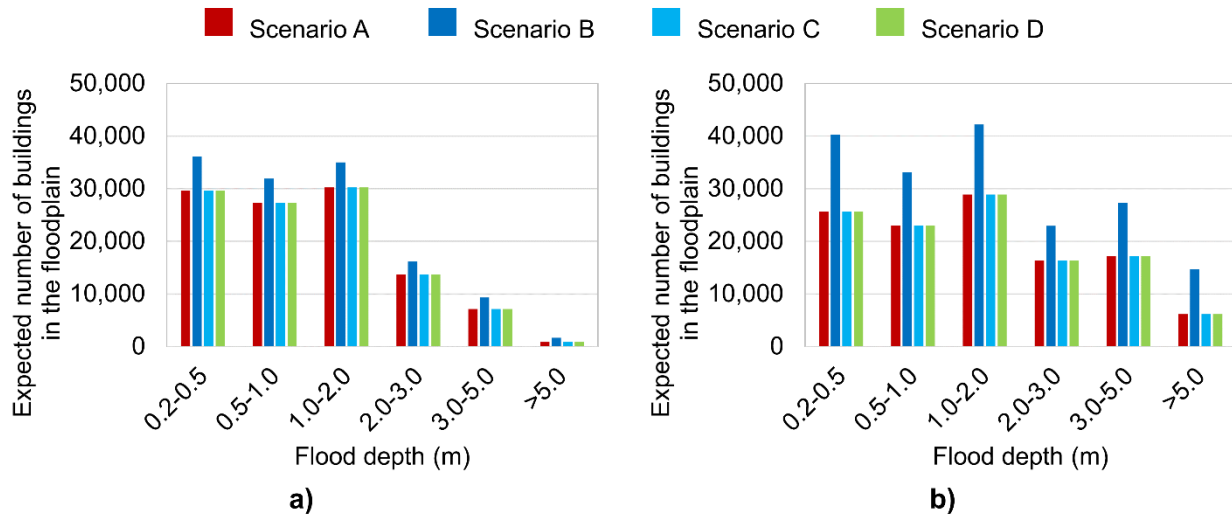 Scenario A
Scenario B
Scenario C
Scenario D
Expected number of buildings
in the floodplain
50,000
40,000
30,000
20,000
10,000
0
0.2-0.5
0.5-1.0
1.0-2.0
2.0-3.0
3.0-5.0
>5.0
Flood depth (m)
a)
Expected number of buildings
in the floodplain
50,000
40,000
30,000
20,000
10,000
0
0.2-0.5
0.5-1.0
1.0-2.0
2.0-3.0
3.0-5.0
>5.0
Flood depth (m)
b)